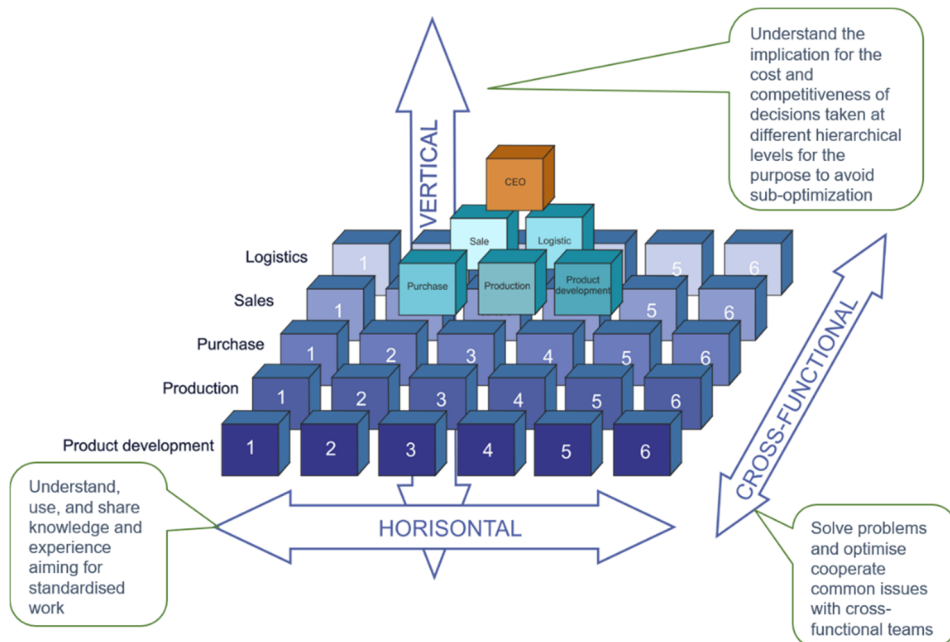 Understand the
implication for the
cost and
competitiveness of
decisions taken at
different hierarchical
levels for the
purpose to avoid
sub-optimization
VERTICAL
CEO
Sale
Logistic
Purchase
Production
Product
development
Logistics
1
5
6
Sales
1
5
6
Purchase
1
2
3
4
5
6
Production
1
2
3
4
5
6
Product development
1
2
3
4
5
6
CROSS-FUNCTIONAL
HORISONTAL
Understand,
use, and share
knowledge and
experience
aiming for
standardised
work
Solve problems
and optimise
cooperate
common issues
with cross-
functional teams